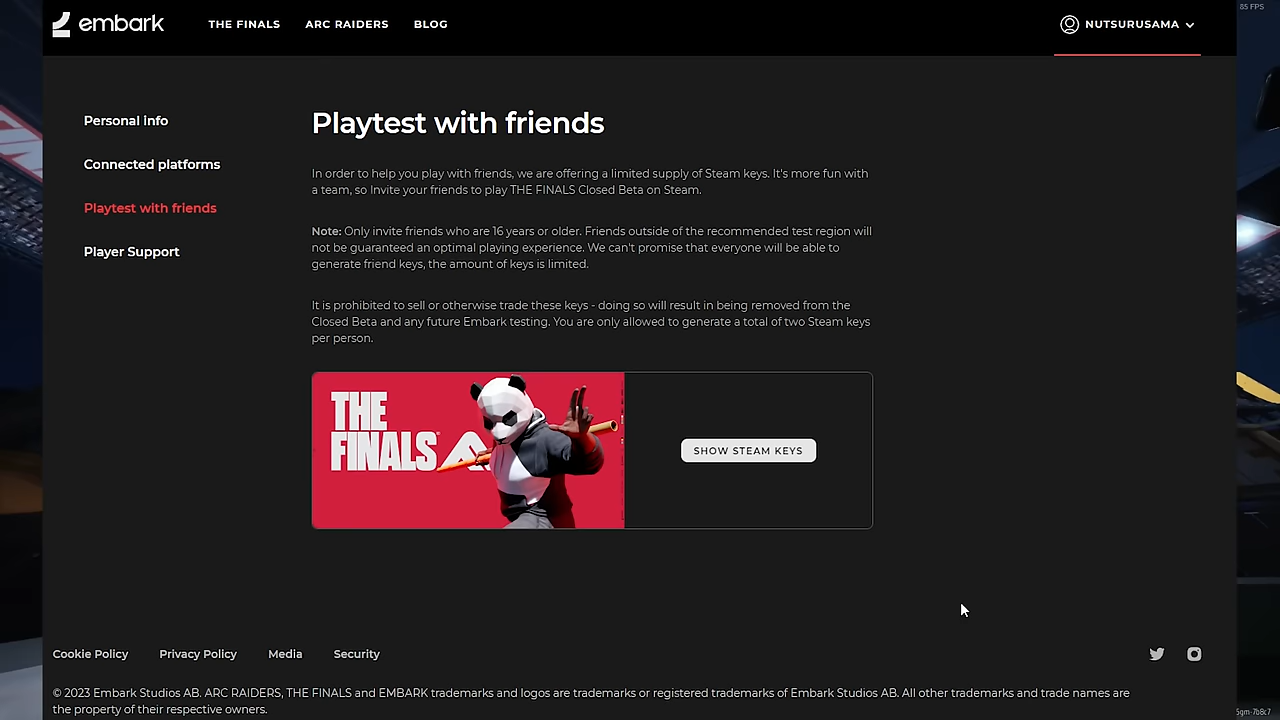 embark
THE FINALS
ARC RAIDERS
BLOG
NUTSURUSAMA
85 FPS
Personal info
Connected platforms
Playtest with friends
Player Support
Playtest with friends
In order to help you play with friends, we are offering a limited supply of Steam keys. It's more fun with
a team, so Invite your friends to play THE FINALS Closed Beta on Steam.
Note: Only invite friends who are 16 years or older. Friends outside of the recommended test region will
not be guaranteed an optimal playing experience. We can't promise that everyone will be able to
generate friend keys, the amount of keys is limited.
It is prohibited to sell or otherwise trade these keys - doing so will result in being removed from the
Closed Beta and any future Embark testing. You are only allowed to generate a total of two Steam keys
per person.
THE
FINALS
SHOW STEAM KEYS
Cookie Policy
Privacy Policy
Media
Security
© 2023 Embark Studios AB. ARC RAIDERS, THE FINALS and EMBARK trademarks and logos are trademarks or registered trademarks of Embark Studios AB. All other trademarks and trade names are
the property of their respective owners.